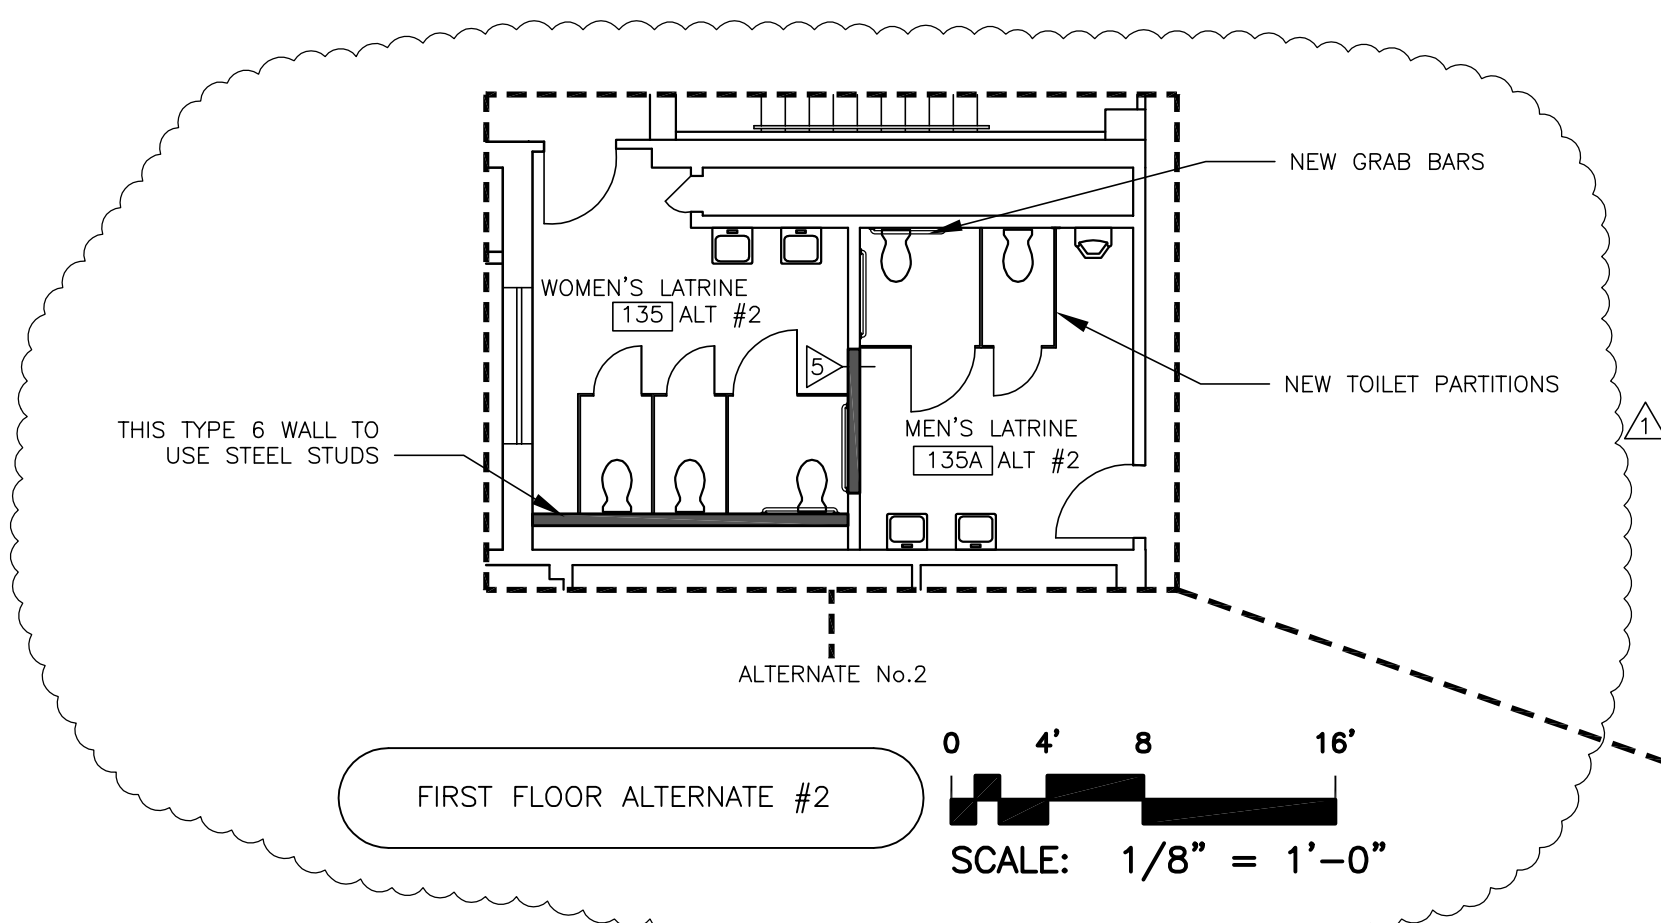 NEW GRAB BARS
WOMEN'S LATRINE
135 ALT #2
5
NEW TOILET PARTITIONS
THIS TYPE 6 WALL TO
USE STEEL STUDS
MEN'S LATRINE
135A ALT #2
1
ALTERNATE No.2
FIRST FLOOR ALTERNATE #2
0 4' 8 16'
SCALE: 1/8" = 1'-0"